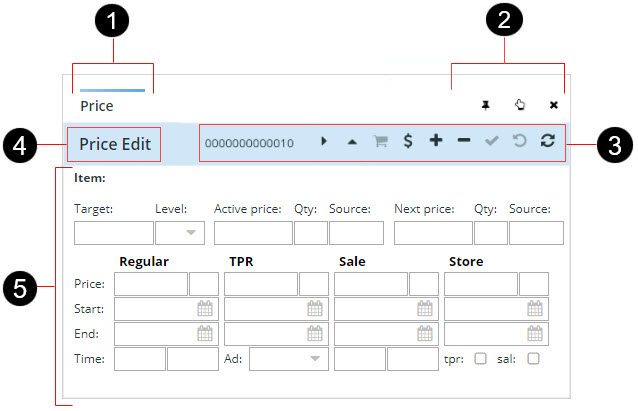 1 2
Price
4 Price Edit 0000000000010 $ 3
Item:
Target: Level: Active price: Qty: Source: Next price: Qty: Source:
Regular TPR Sale Store
5 Price:
Start:
End:
Time: Ad: tpr: sal: